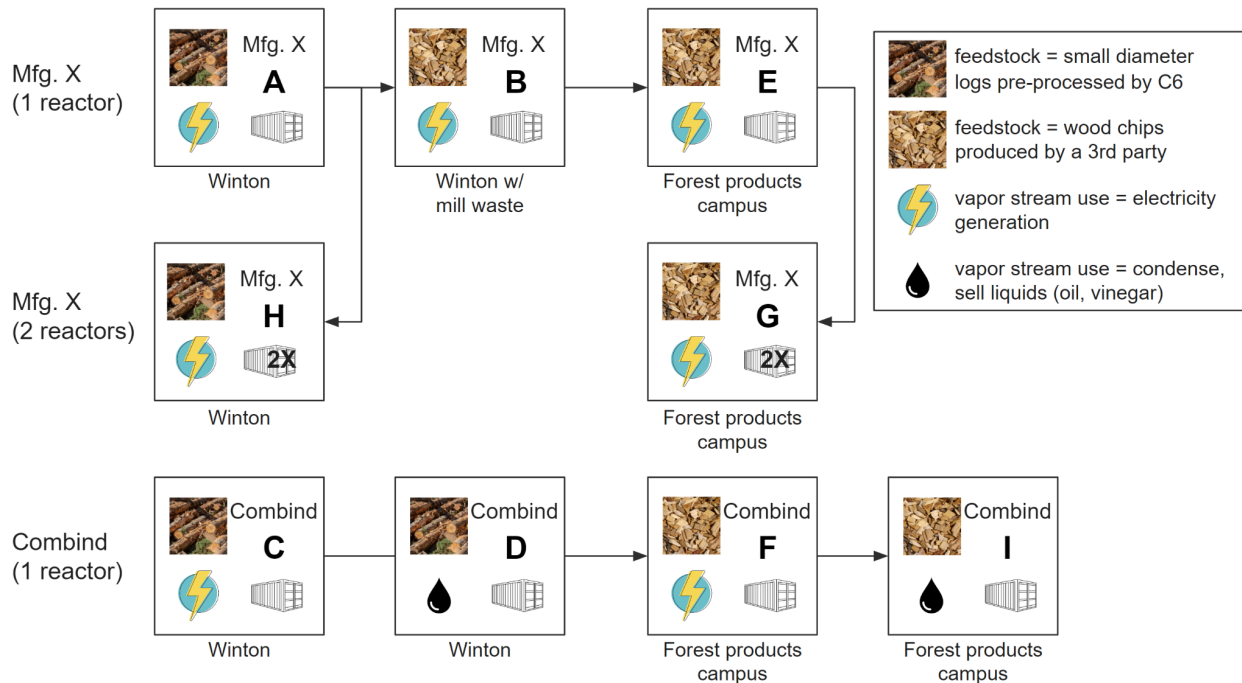 Mfg. X
(1 reactor)
Mfg. X
A
Winton
Mfg. X
B
Winton w/
mill waste
Mfg. X
E
Forest products
campus
feedstock = small diameter
logs pre-processed by C6
feedstock = wood chips
produced by a 3rd party
vapor stream use = electricity
generation
vapor stream use = condense,
sell liquids (oil, vinegar)
Mfg. X
(2 reactors)
Mfg. X
H
2X
Winton
Mfg. X
G
2X
Forest products
campus
Combind
(1 reactor)
Combind
C
Winton
Combind
D
Winton
Combind
F
Forest products
campus
Combind
I
Forest products
campus